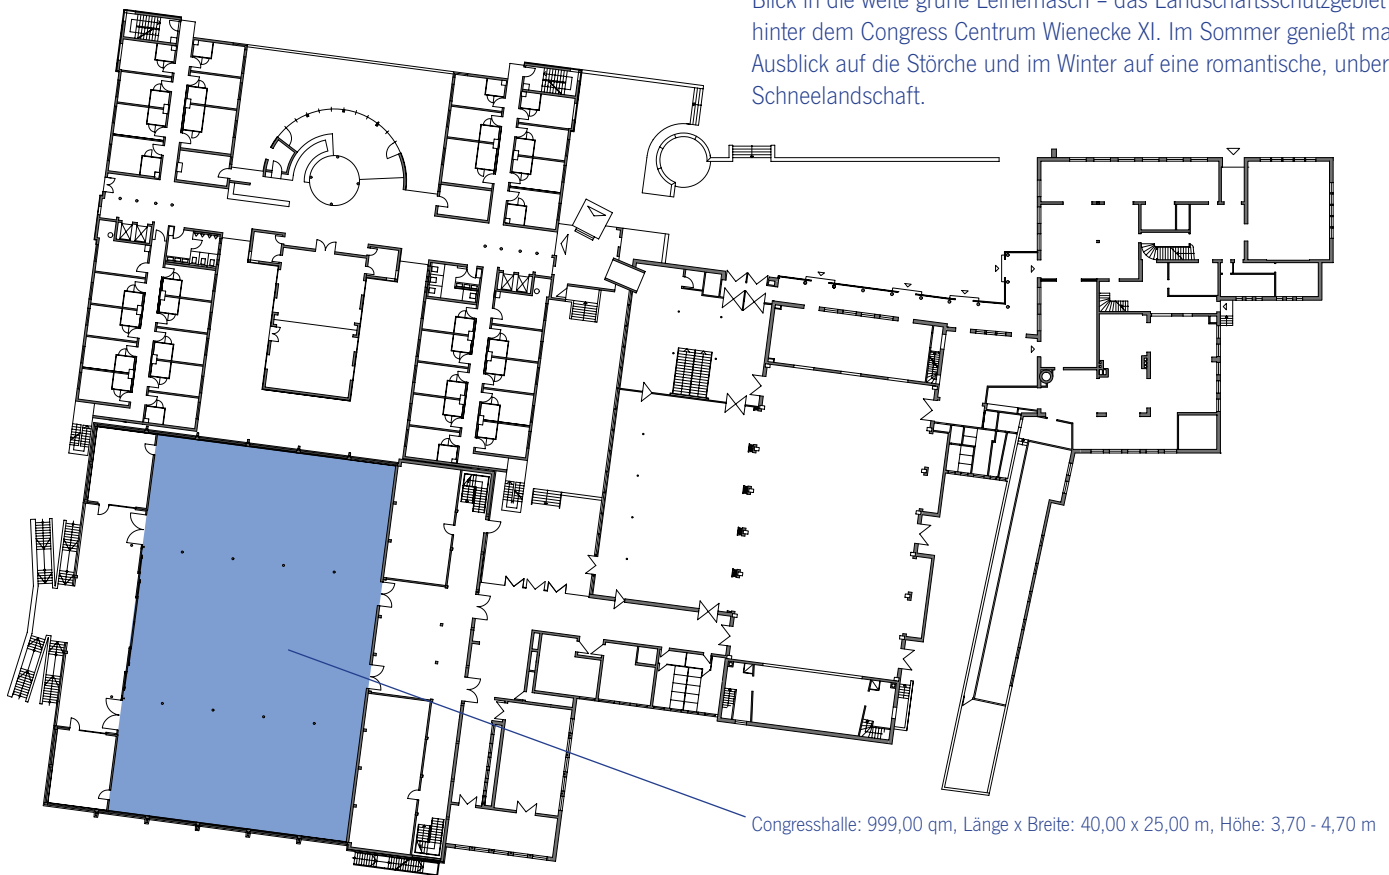 Blick in die weite grüne Leinemasch – das Landschaftsschutzgebiet
hinter dem Congress Centrum Wienecke XI. Im Sommer genießt ma
Ausblick auf die Störche und im Winter auf eine romantische, unber
Schneelandschaft.
Congresshalle: 999,00 qm, Länge x Breite: 40,00 x 25,00 m, Höhe: 3,70 - 4,70 m